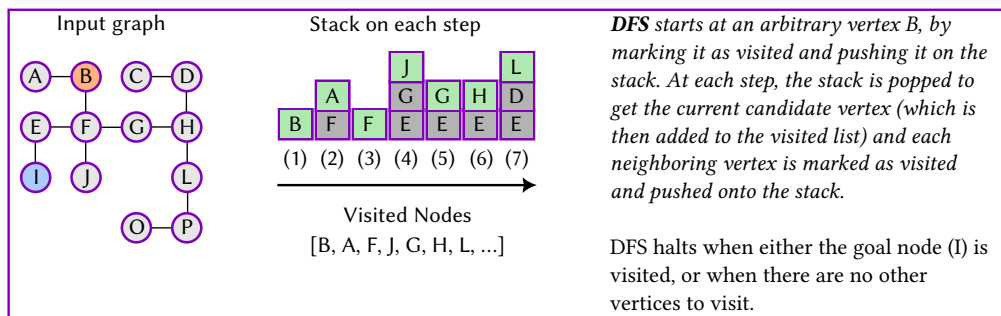 Input graph
A B C D
E F G H
I J L
O P
Stack on each step
J L
A G G H D
B F F E E E E
(1) (2) (3) (4) (5) (6) (7)
Visited Nodes
[B, A, F, J, G, H, L, ...]
DFS starts at an arbitrary vertex B, by
marking it as visited and pushing it on the
stack. At each step, the stack is popped to
get the current candidate vertex (which is
then added to the visited list) and each
neighboring vertex is marked as visited
and pushed onto the stack.
DFS halts when either the goal node (I) is
visited, or when there are no other
vertices to visit.